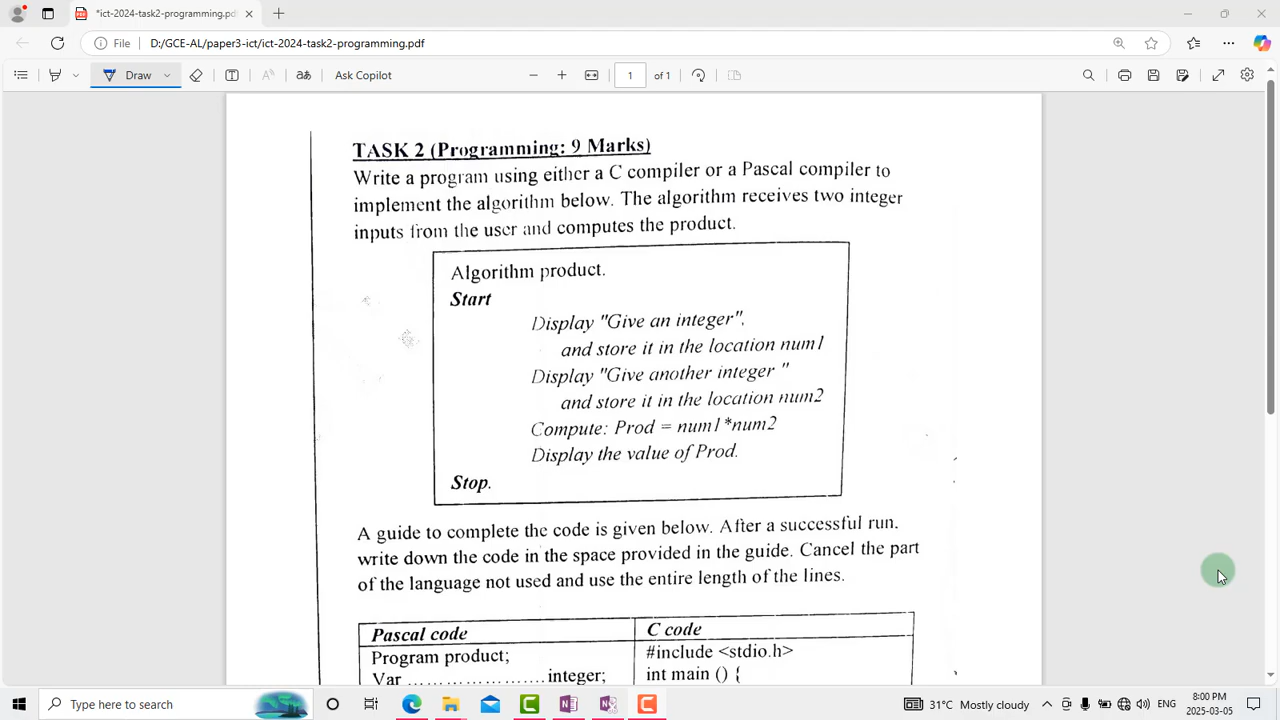 *ict-2024-task2-programming.pd
File
D:/GCE-AL/paper3-ict/ict-2024-task2-programming.pdf
Draw
Ask Copilot
1
of 1
TASK 2 (Programming: 9 Marks)
Write a program using either a C compiler or a Pascal compiler to
implement the algorithm below. The algorithm receives two integer
inputs from the user and computes the product.
Algorithm product.
Start
Display "Give an integer",
and store it in the location num1
Display "Give another integer "
and store it in the location num2
Compute: Prod = num1*num2
Display the value of Prod.
Stop.
A guide to complete the code is given below. After a successful run.
write down the code in the space provided in the guide. Cancel the part
of the language not used and use the entire length of the lines.
Pascal code
C code
Program product;
#include <stdio.h>
Var ........................ integer;
int main () {
Type here to search
31°C Mostly cloudy
ENG
8:00 PM
2025-03-05